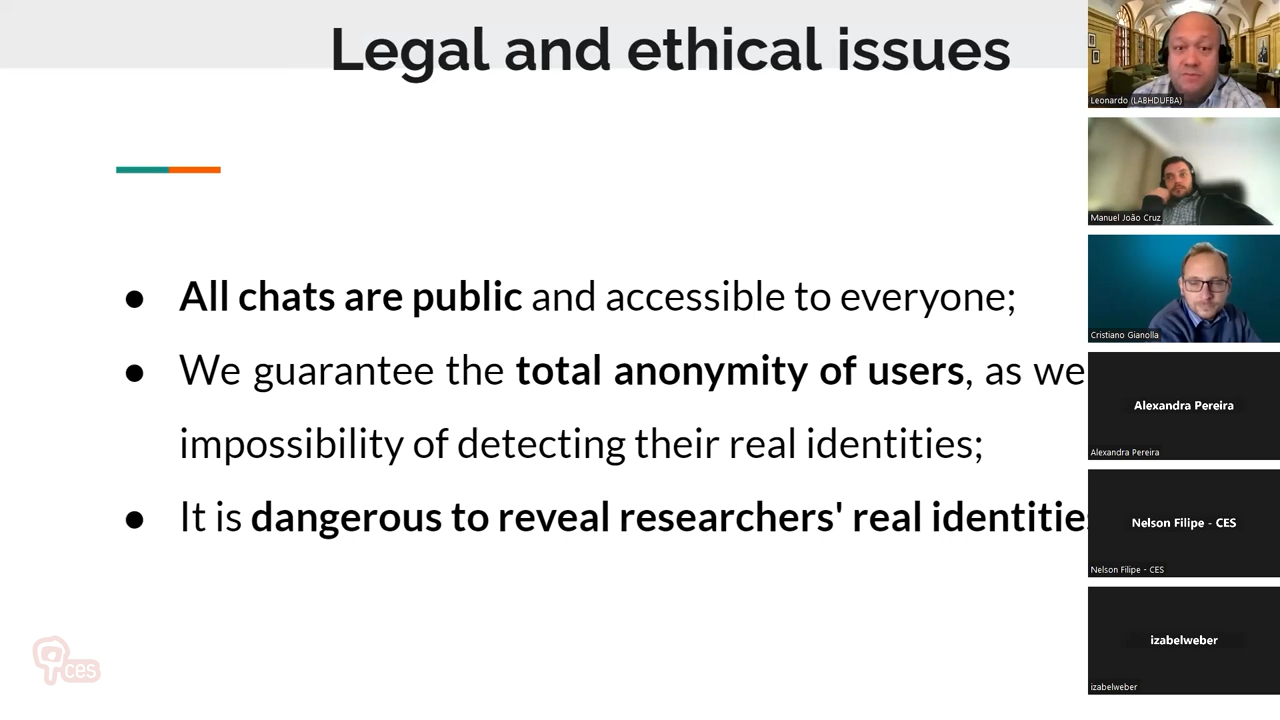 Legal and ethical issues
● All chats are public and accessible to everyone;
● We guarantee the total anonymity of users, as we
impossibility of detecting their real identities;
● It is dangerous to reveal researchers' real identities
ces
Leonardo (LABHDUFBA)
Manuel João Cruz
Cristiano Gianolla
Alexandra Pereira
Alexandra Pereira
Nelson Filipe - CES
Nelson Filipe - CES
izabelweber
izabelweber